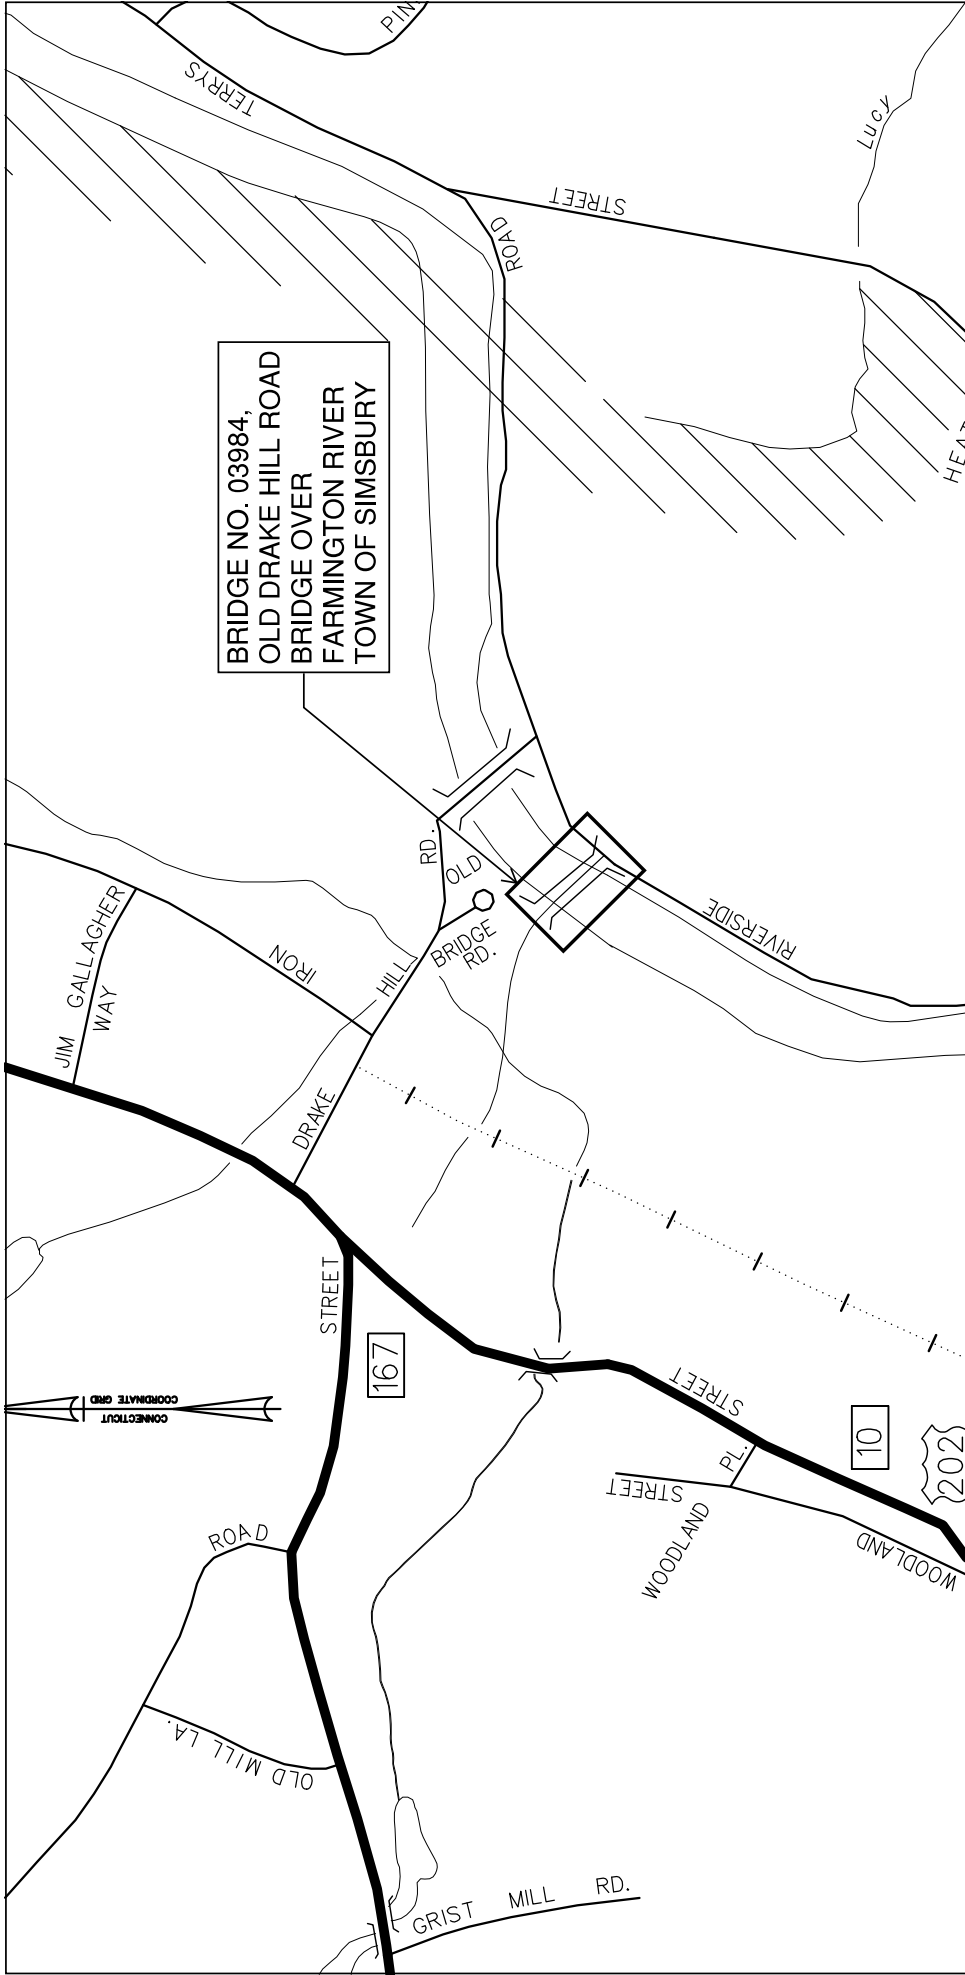 BRIDGE NO. 03984,
OLD DRAKE HILL ROAD
BRIDGE OVER
FARMINGTON RIVER
TOWN OF SIMSBURY
TERRYS
ROAD
STREET
Lucy
JIM GALLAGHER
WAY
IRON
DRAKE
HILL
RD.
OLD
BRIDGE
RD.
RIVERSIDE
STREET
167
CONNECTICUT
COORDINATE GRID
ROAD
OLD MILL LA.
GRIST MILL RD.
STREET
10
202
WOODLAND
PL.
WOODLAND
STREET